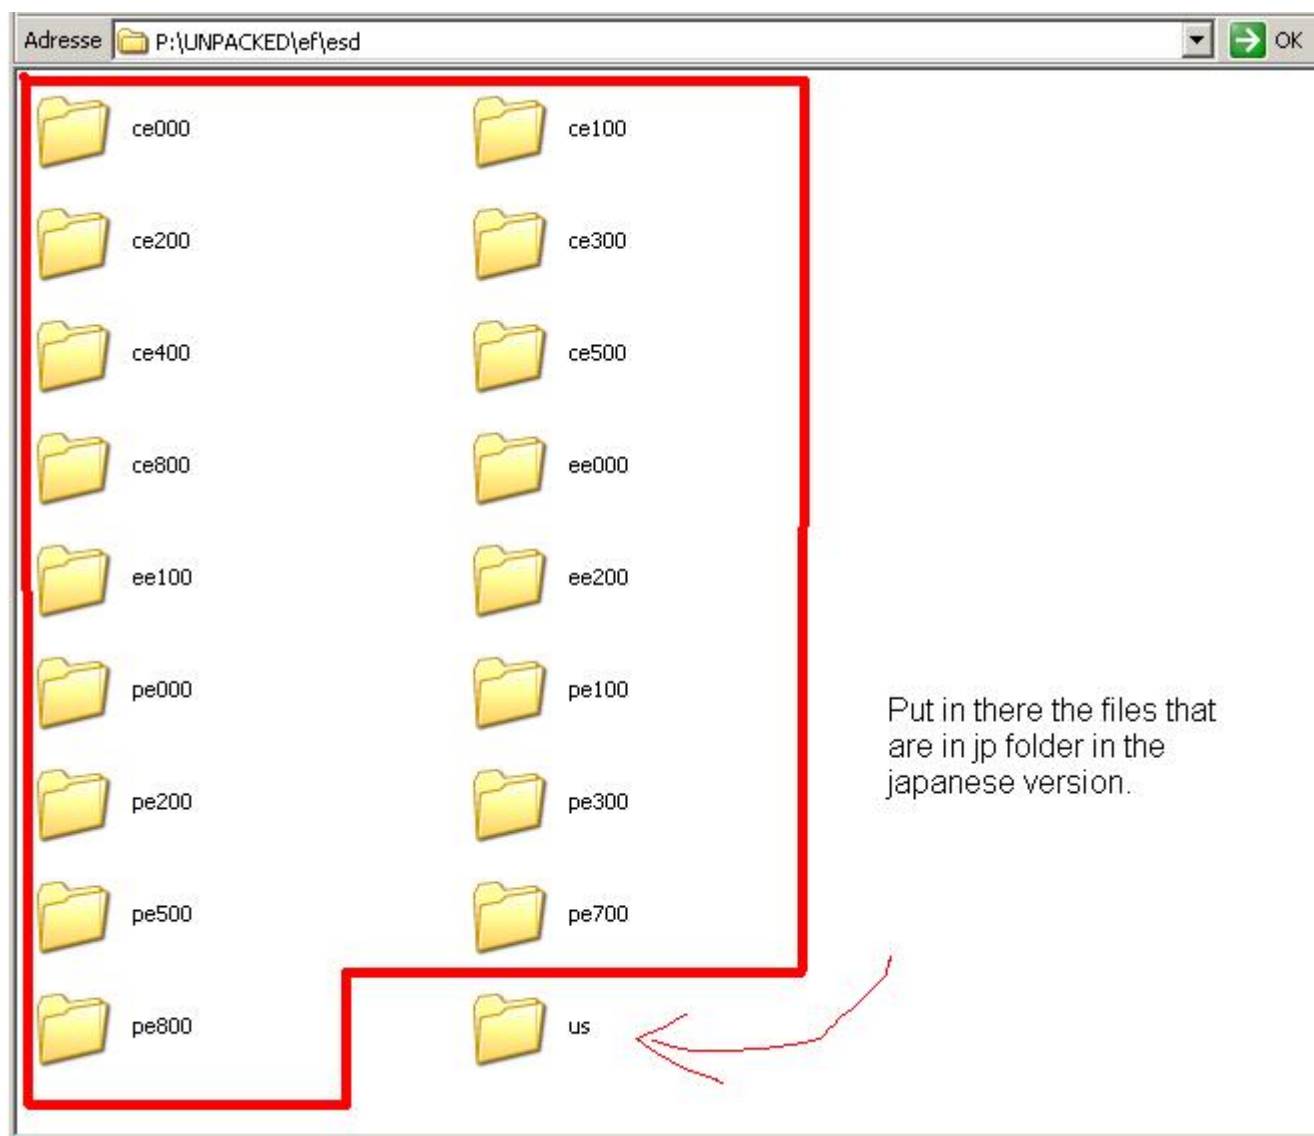 Adresse P:\UNPACKED\ef\esd OK
ce000 ce100
ce200 ce300
ce400 ce500
ce800 ee000
ee100 ee200
pe000 pe100
pe200 pe300
pe500 pe700
pe800 us
Put in there the files that
are in jp folder in the
japanese version.